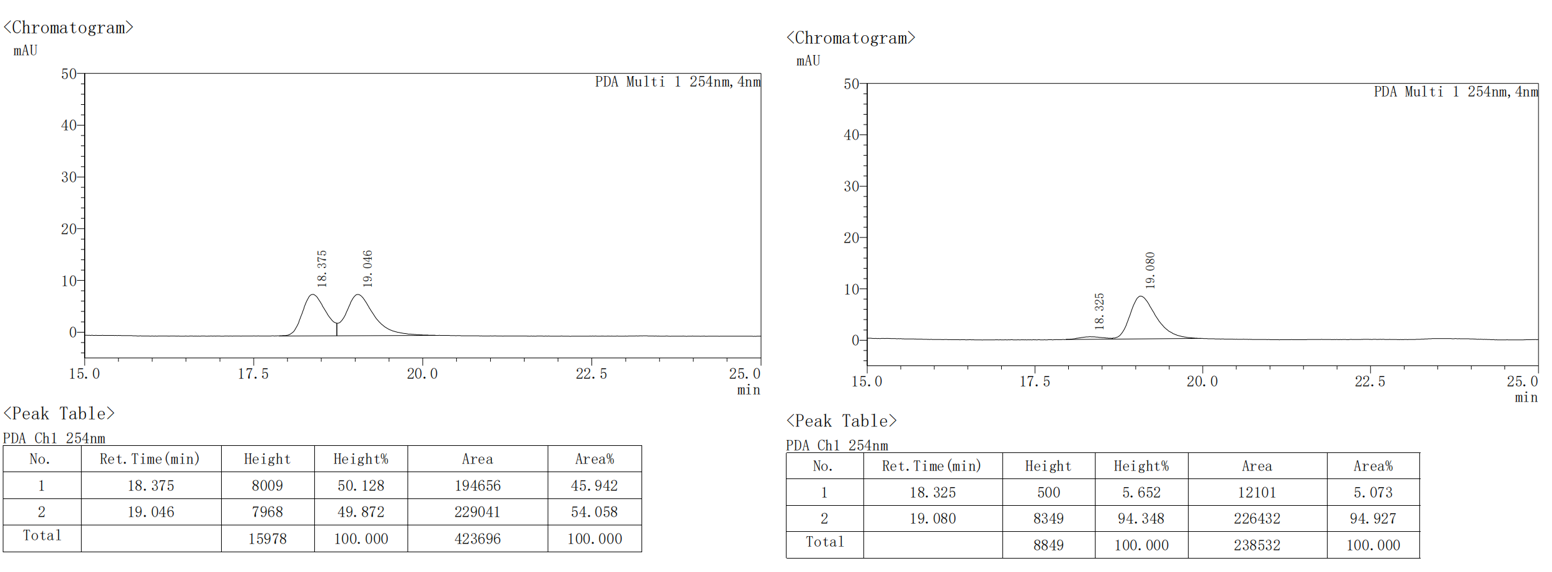 <Chromatogram>
mAU
PDA Multi 1 254nm,4nm
50
40
30
20
10
0
18.375
19.046
15.0 17.5 20.0 22.5 25.0
min
<Peak Table>
PDA Ch1 254nm
No. Ret.Time(min) Height Height% Area Area%
1 18.375 8009 50.128 194656 45.942
2 19.046 7968 49.872 229041 54.058
Total 15978 100.000 423696 100.000
<Chromatogram>
mAU
PDA Multi 1 254nm,4nm
50
40
30
20
10
0
18.325
19.080
15.0 17.5 20.0 22.5 25.0
min
<Peak Table>
PDA Ch1 254nm
No. Ret.Time(min) Height Height% Area Area%
1 18.325 500 5.652 12101 5.073
2 19.080 8349 94.348 226432 94.927
Total 8849 100.000 238532 100.000